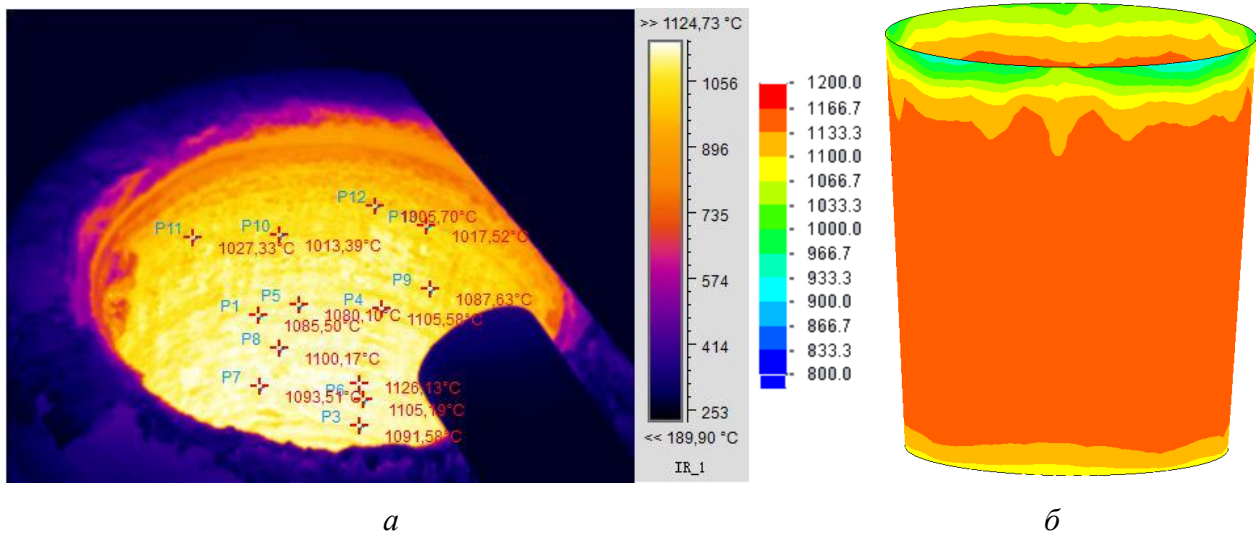 >> 1124,73 °C
1056
896
735
574
414
253
<< 189,90 °C
IR_1
P12
1005,70°C
P11
P10
1017,52°C
1027,33°C
1013,39°C
P9
1087,63°C
P5
P4
P1
1080,10°C
1105,58°C
1085,50°C
P8
1100,17°C
P7
P6
1126,13°C
1093,51°C
1105,19°C
P3
1091,58°C
1200.0
1166.7
1133.3
1100.0
1066.7
1033.3
1000.0
966.7
933.3
900.0
866.7
833.3
800.0
а
б